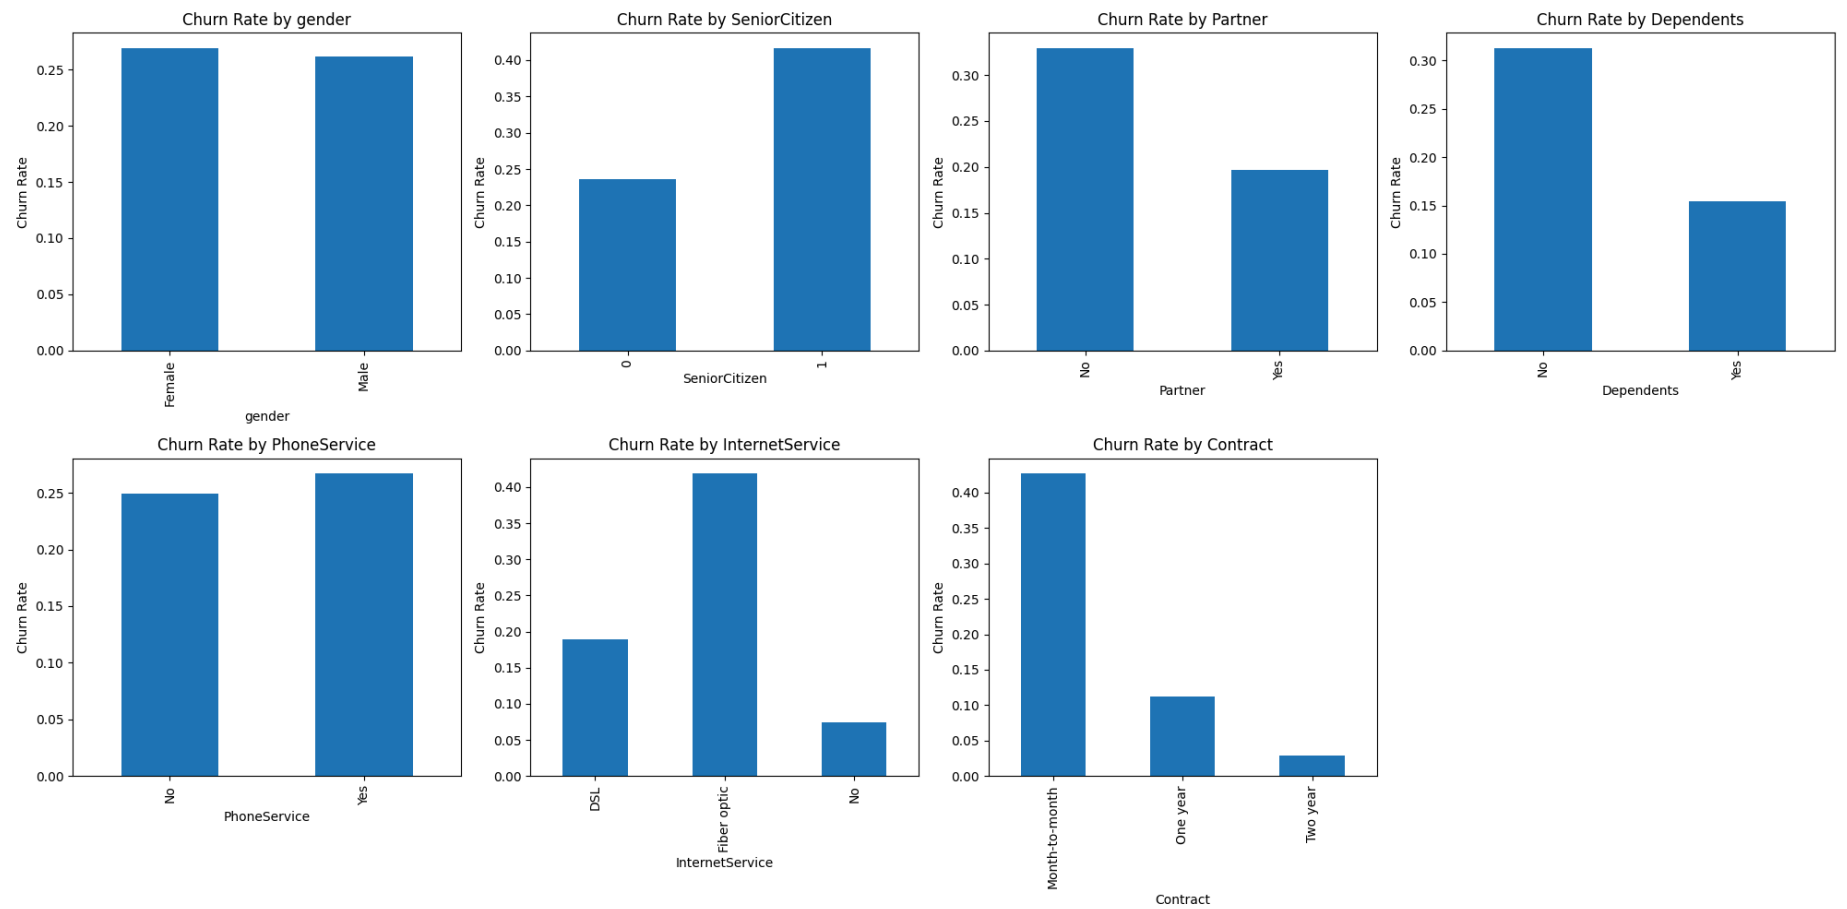 Churn Rate by gender
Churn Rate
0.25
0.20
0.15
0.10
0.05
0.00
Female
Male
gender
Churn Rate by SeniorCitizen
Churn Rate
0.40
0.35
0.30
0.25
0.20
0.15
0.10
0.05
0.00
0
1
SeniorCitizen
Churn Rate by Partner
Churn Rate
0.30
0.25
0.20
0.15
0.10
0.05
0.00
No
Yes
Partner
Churn Rate by Dependents
Churn Rate
0.30
0.25
0.20
0.15
0.10
0.05
0.00
No
Yes
Dependents
Churn Rate by PhoneService
Churn Rate
0.25
0.20
0.15
0.10
0.05
0.00
No
Yes
PhoneService
Churn Rate by InternetService
Churn Rate
0.40
0.35
0.30
0.25
0.20
0.15
0.10
0.05
0.00
DSL
Fiber optic
No
InternetService
Churn Rate by Contract
Churn Rate
0.40
0.35
0.30
0.25
0.20
0.15
0.10
0.05
0.00
Month-to-month
One year
Two year
Contract